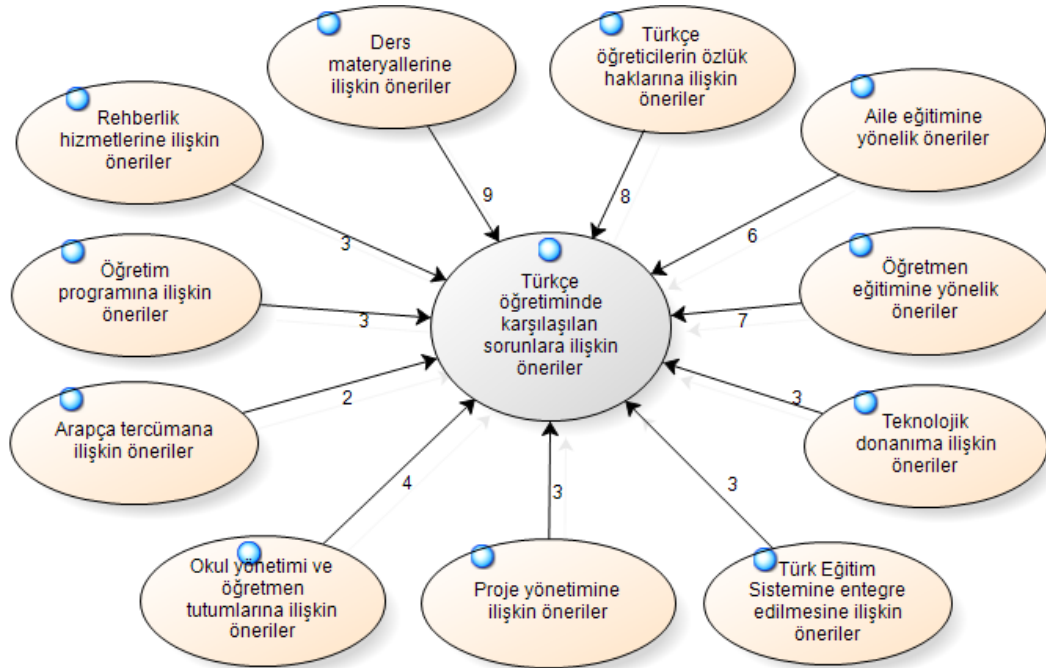 Ders
materyallerine
ilişkin öneriler
Türkçe
öğreticilerin özlük
haklarına ilişkin
öneriler
Rehberlik
hizmetlerine ilişkin
öneriler
Aile eğitimine
yönelik öneriler
9
8
3
6
Öğretim
programına ilişkin
öneriler
Türkçe
öğretiminde
karşılaşılan
sorunlara ilişkin
öneriler
Öğretmen
eğitimine yönelik
öneriler
3
7
Arapça tercümana
ilişkin öneriler
2
3
Teknolojik
donanıma ilişkin
öneriler
4
3
3
Okul yönetimi ve
öğretmen
tutumlarına ilişkin
öneriler
Proje yönetimine
ilişkin öneriler
Türk Eğitim
Sistemine entegre
edilmesine ilişkin
öneriler